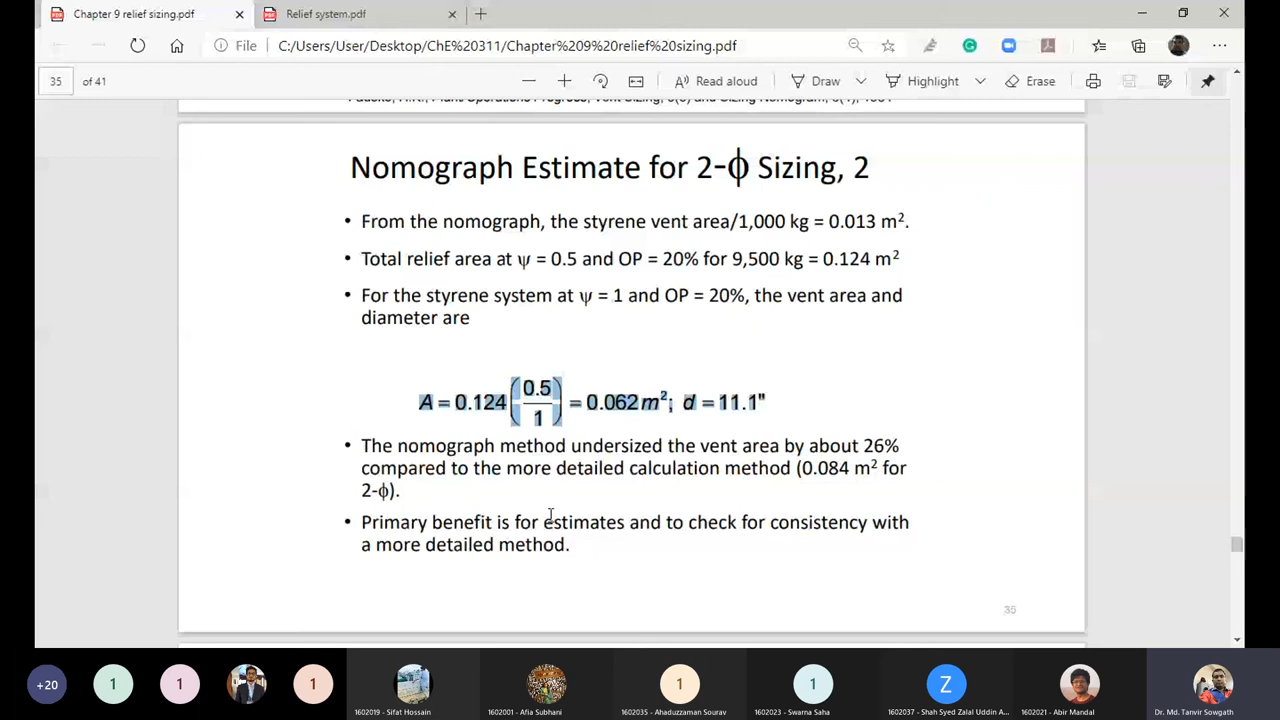 Chapter 9 relief sizing.pdf
Relief system.pdf
File
C:/Users/User/Desktop/ChE%20311/Chapter%209%20relief%20sizing.pdf
35 of 41
Read aloud
Draw
Highlight
Erase
Nomograph Estimate for 2-ϕ Sizing, 2
• From the nomograph, the styrene vent area/1,000 kg = 0.013 m².
• Total relief area at ψ = 0.5 and OP = 20% for 9,500 kg = 0.124 m²
• For the styrene system at ψ = 1 and OP = 20%, the vent area and
diameter are
A = 0.124 (0.5/1) = 0.062 m²; d = 11.1"
• The nomograph method undersized the vent area by about 26%
compared to the more detailed calculation method (0.084 m² for
2-ϕ).
• Primary benefit is for estimates and to check for consistency with
a more detailed method.
35
+20
1
1
1
1
1
Z
1602019 - Sifat Hossain
1602001 - Afia Subhani
1602035 - Ahaduzzaman Sourav
1602023 - Swarna Saha
1602037 - Shah Syed Zalal Uddin A...
1602021 - Abir Mandal
Dr. Md. Tanvir Sowgath